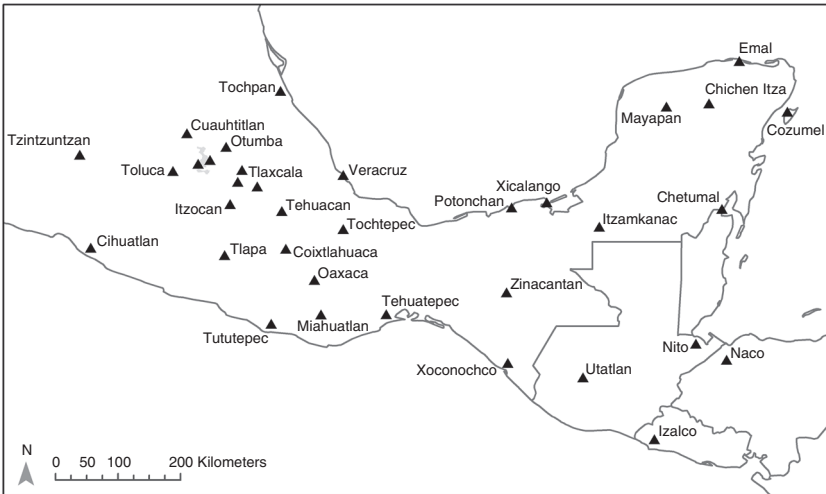 Emal
Tochpan
Chichen Itza
Mayapan
Cozumel
Cuauhtitlan
Otumba
Tzintzuntzan
Toluca
Tlaxcala
Veracruz
Xicalango
Potonchan
Chetumal
Itzocan
Tehuacan
Tochtepec
Itzamkanac
Cihuatlan
Tlapa
Coixtlahuaca
Oaxaca
Zinacantan
Tehuatepec
Tututepec
Miahuatlan
Nito
Naco
Xoconochco
Utatlan
Izalco
N
0 50 100 200 Kilometers